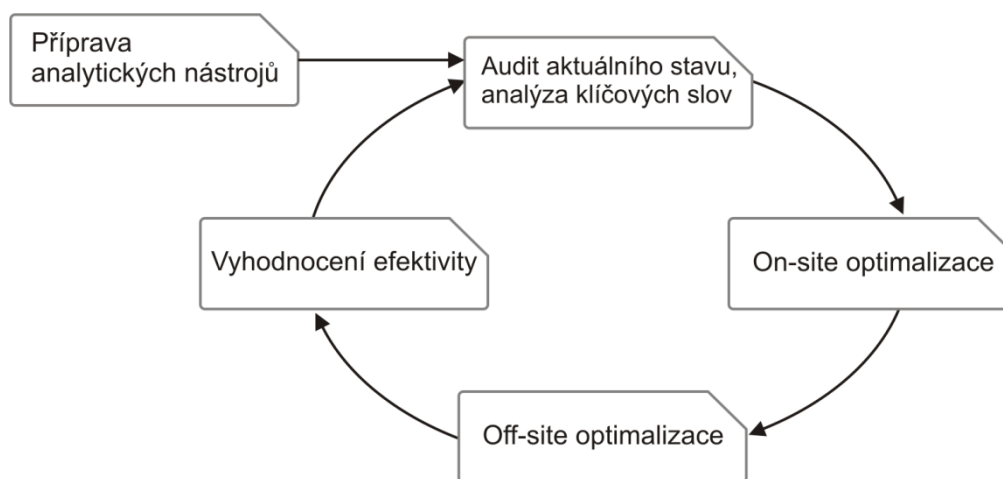 Příprava
analytických nástrojů
Audit aktuálního stavu,
analýza klíčových slov
Vyhodnocení efektivity
On-site optimalizace
Off-site optimalizace